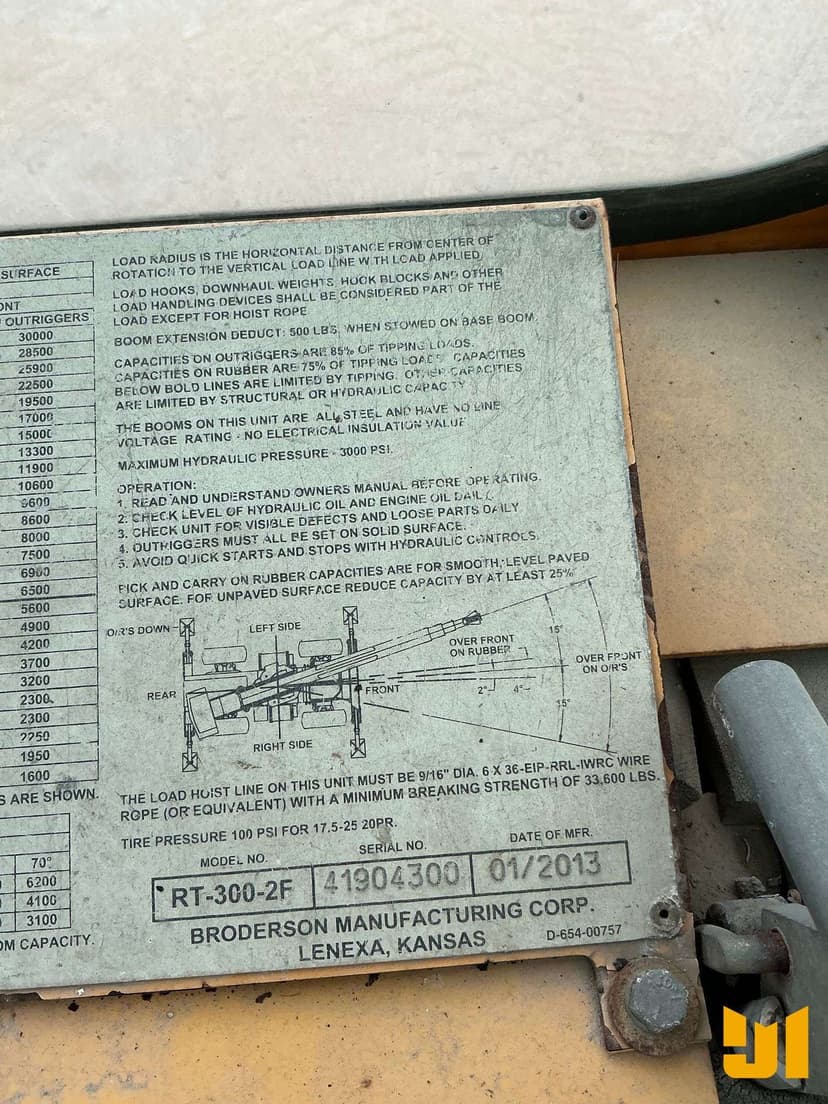 SURFACE
LOAD RADIUS IS THE HORIZONTAL DISTANCE FROM CENTER OF
ROTATION TO THE VERTICAL LOAD LINE WITH LOAD APPLIED.
LOAD HOOKS, DOWNHAUL WEIGHTS, HOOK BLOCKS AND OTHER
LOAD HANDLING DEVICES SHALL BE CONSIDERED PART OF THE
LOAD EXCEPT FOR HOIST ROPE
BOOM EXTENSION DEDUCT: 500 LBS. WHEN STOWED ON BASE BOOM.
CAPACITIES ON OUTRIGGERS ARE 85% OF TIPPING LOADS.
CAPACITIES ON RUBBER ARE 75% OF TIPPING LOADS. CAPACITIES
BELOW BOLD LINES ARE LIMITED BY TIPPING. OTHER CAPACITIES
ARE LIMITED BY STRUCTURAL OR HYDRAULIC CAPACITY
THE BOOMS ON THIS UNIT ARE ALL STEEL AND HAVE NO LINE
VOLTAGE RATING - NO ELECTRICAL INSULATION VALUE
MAXIMUM HYDRAULIC PRESSURE - 3000 PSI.
OPERATION:
1. READ AND UNDERSTAND OWNERS MANUAL BEFORE OPERATING.
2. CHECK LEVEL OF HYDRAULIC OIL AND ENGINE OIL DAILY.
3. CHECK UNIT FOR VISIBLE DEFECTS AND LOOSE PARTS DAILY
4. OUTRIGGERS MUST ALL BE SET ON SOLID SURFACE.
5. AVOID QUICK STARTS AND STOPS WITH HYDRAULIC CONTROLS.
PICK AND CARRY ON RUBBER CAPACITIES ARE FOR SMOOTH, LEVEL PAVED
SURFACE. FOR UNPAVED SURFACE REDUCE CAPACITY BY AT LEAST 25%
ONT
OUTRIGGERS
30000
28500
25900
22500
19500
17000
15000
13300
11900
10600
9600
8600
8000
7500
6900
6500
5600
4900
4200
3700
3200
2300
2300
2250
1950
1600
S ARE SHOWN.
70°
6200
4100
3100
OM CAPACITY.
O/R'S DOWN
LEFT SIDE
REAR
FRONT
RIGHT SIDE
OVER FRONT
ON RUBBER
2°
4°
15°
15°
OVER FRONT
ON O/R'S
THE LOAD HOIST LINE ON THIS UNIT MUST BE 9/16" DIA. 6 X 36-EIP-RRL-IWRC WIRE
ROPE (OR EQUIVALENT) WITH A MINIMUM BREAKING STRENGTH OF 33,600 LBS.
TIRE PRESSURE 100 PSI FOR 17.5-25 20PR.
MODEL NO. SERIAL NO. DATE OF MFR.
RT-300-2F 41904300 01/2013
BRODERSON MANUFACTURING CORP.
LENEXA, KANSAS
D-654-00757